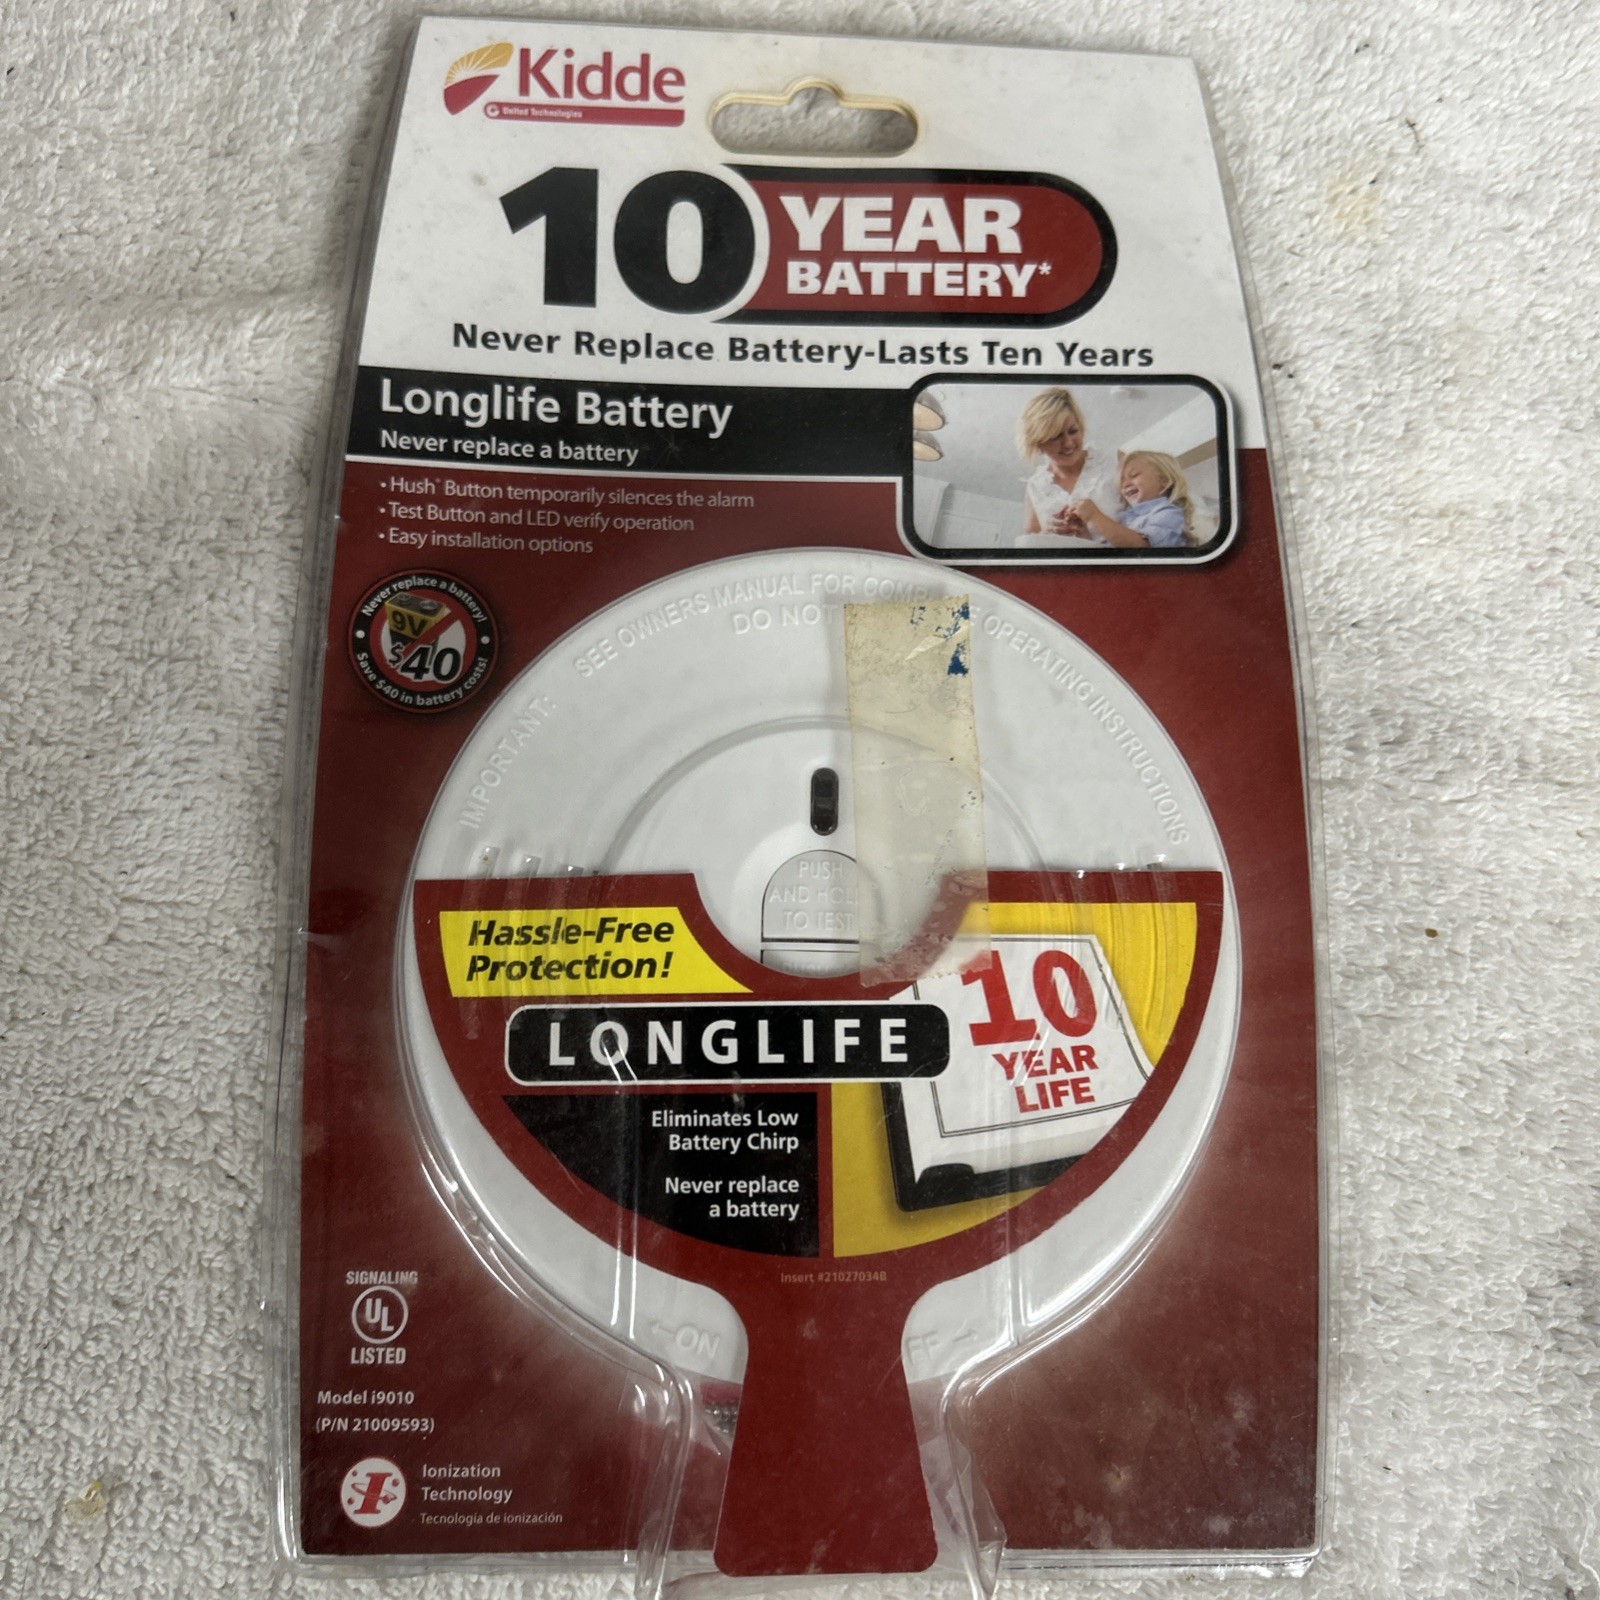 Kidde
United Technologies
10 YEAR
BATTERY*
Never Replace Battery-Lasts Ten Years
Longlife Battery
Never replace a battery
• Hush® Button temporarily silences the alarm
• Test Button and LED verify operation
• Easy installation options
Never replace a battery!
9V
$40
Save $40 in battery costs!
IMPORTANT: SEE OWNERS MANUAL FOR OPERATING INSTRUCTIONS
DO NOT
PUSH
AND HOLD
TO TEST
Hassle-Free
Protection!
LONGLIFE
10
YEAR
LIFE
Eliminates Low
Battery Chirp
Never replace
a battery
Insert #21027034B
←ON
FF→
SIGNALING
UL
LISTED
Model i9010
(P/N 21009593)
I
Ionization
Technology
Tecnología de ionización